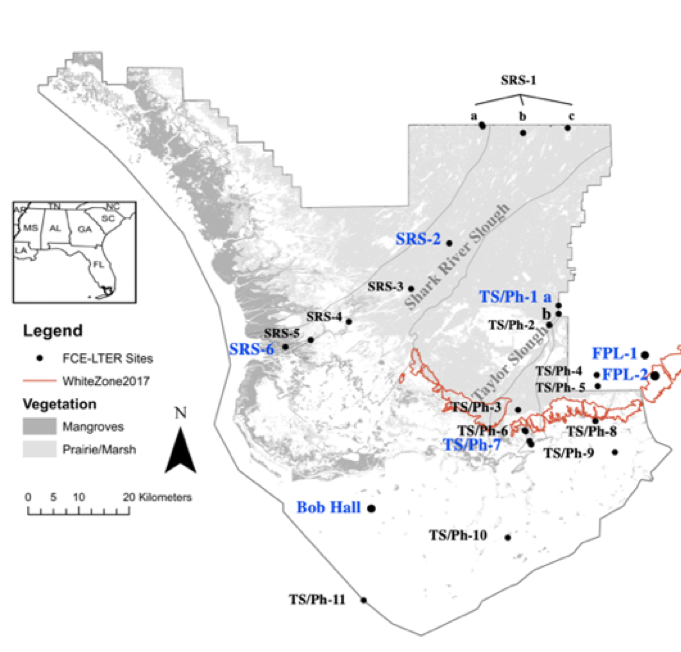 SRS-1
a
b
c
AR
TN
NC
SC
MS
AL
GA
LA
FL
SRS-2
Shark River Slough
SRS-3
TS/Ph-1 a
b
SRS-4
TS/Ph-2
SRS-5
SRS-6
Legend
FCE-LTER Sites
WhiteZone2017
Vegetation
Mangroves
Prairie/Marsh
N
0 5 10 20 Kilometers
FPL-1
Taylor Slough
TS/Ph-4
FPL-2
TS/Ph- 5
TS/Ph-3
TS/Ph-6
TS/Ph-8
TS/Ph-7
TS/Ph-9
Bob Hall
TS/Ph-10
TS/Ph-11